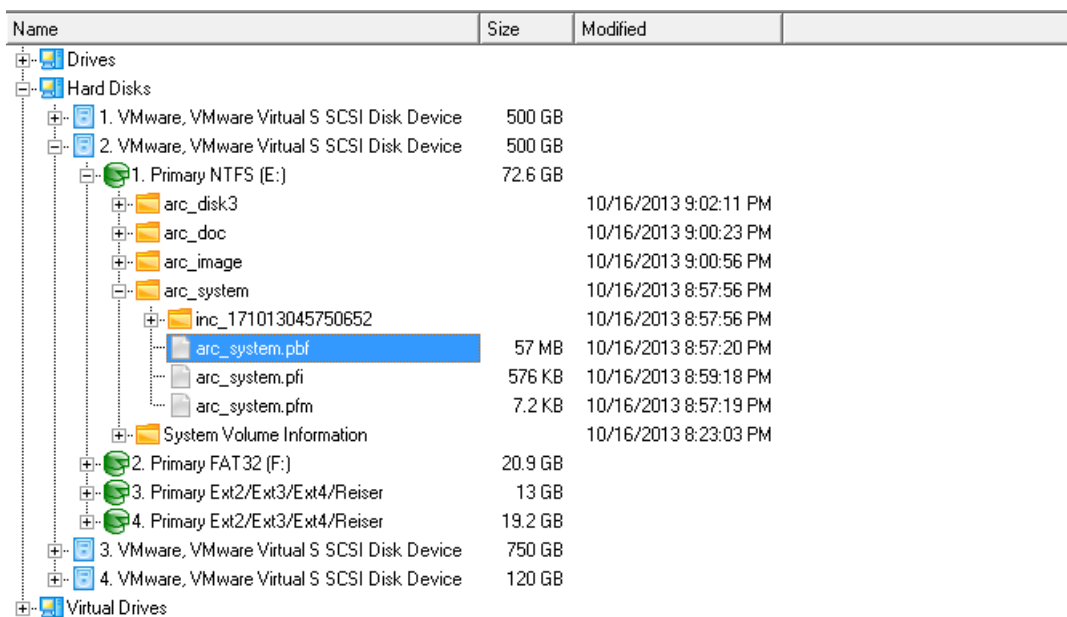 Name Size Modified
Drives
Hard Disks
1. VMware, VMware Virtual S SCSI Disk Device 500 GB
2. VMware, VMware Virtual S SCSI Disk Device 500 GB
1. Primary NTFS (E:) 72.6 GB
arc_disk3 10/16/2013 9:02:11 PM
arc_doc 10/16/2013 9:00:23 PM
arc_image 10/16/2013 9:00:56 PM
arc_system 10/16/2013 8:57:56 PM
inc_171013045750652 10/16/2013 8:57:56 PM
arc_system.pbf 57 MB 10/16/2013 8:57:20 PM
arc_system.pfi 576 KB 10/16/2013 8:59:18 PM
arc_system.pfm 7.2 KB 10/16/2013 8:57:19 PM
System Volume Information 10/16/2013 8:23:03 PM
2. Primary FAT32 (F:) 20.9 GB
3. Primary Ext2/Ext3/Ext4/Reiser 13 GB
4. Primary Ext2/Ext3/Ext4/Reiser 19.2 GB
3. VMware, VMware Virtual S SCSI Disk Device 750 GB
4. VMware, VMware Virtual S SCSI Disk Device 120 GB
Virtual Drives